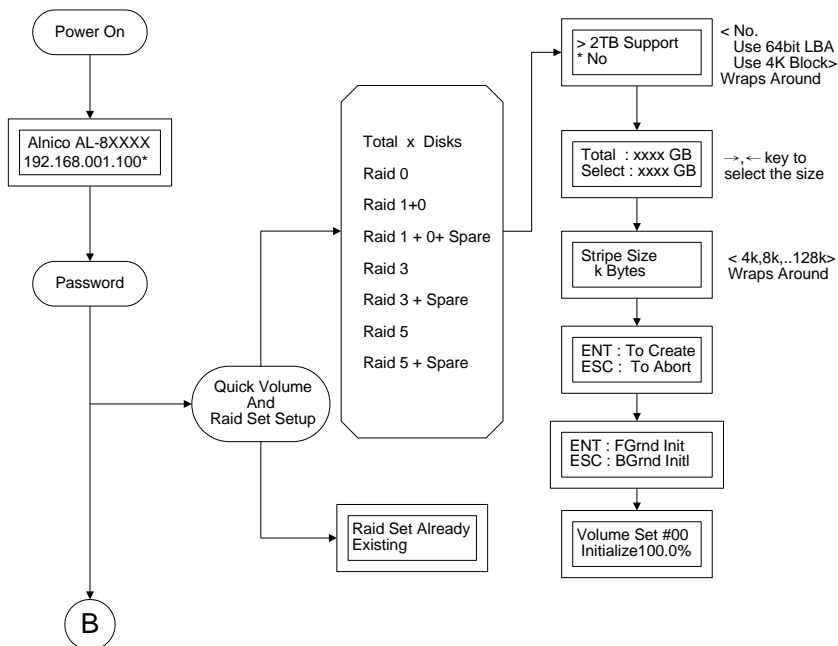 Power On
Alnico AL-8XXXX
192.168.001.100*
Password
B
Quick Volume
And
Raid Set Setup
Total x Disks
Raid 0
Raid 1+0
Raid 1 + 0+ Spare
Raid 3
Raid 3 + Spare
Raid 5
Raid 5 + Spare
Raid Set Already
Existing
> 2TB Support
* No
< No.
Use 64bit LBA
Use 4K Block>
Wraps Around
Total : xxxx GB
Select : xxxx GB
→,← key to
select the size
Stripe Size
k Bytes
< 4k,8k,..128k>
Wraps Around
ENT : To Create
ESC : To Abort
ENT : FGrnd Init
ESC : BGrnd Initl
Volume Set #00
Initialize100.0%